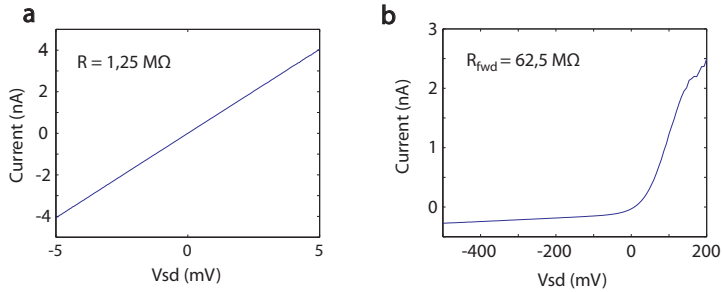 a
R = 1,25 MΩ
Current (nA)
4
2
0
-2
-4
-5
0
5
Vsd (mV)
b
R_fwd = 62,5 MΩ
Current (nA)
3
2
1
0
-400
-200
0
200
Vsd (mV)